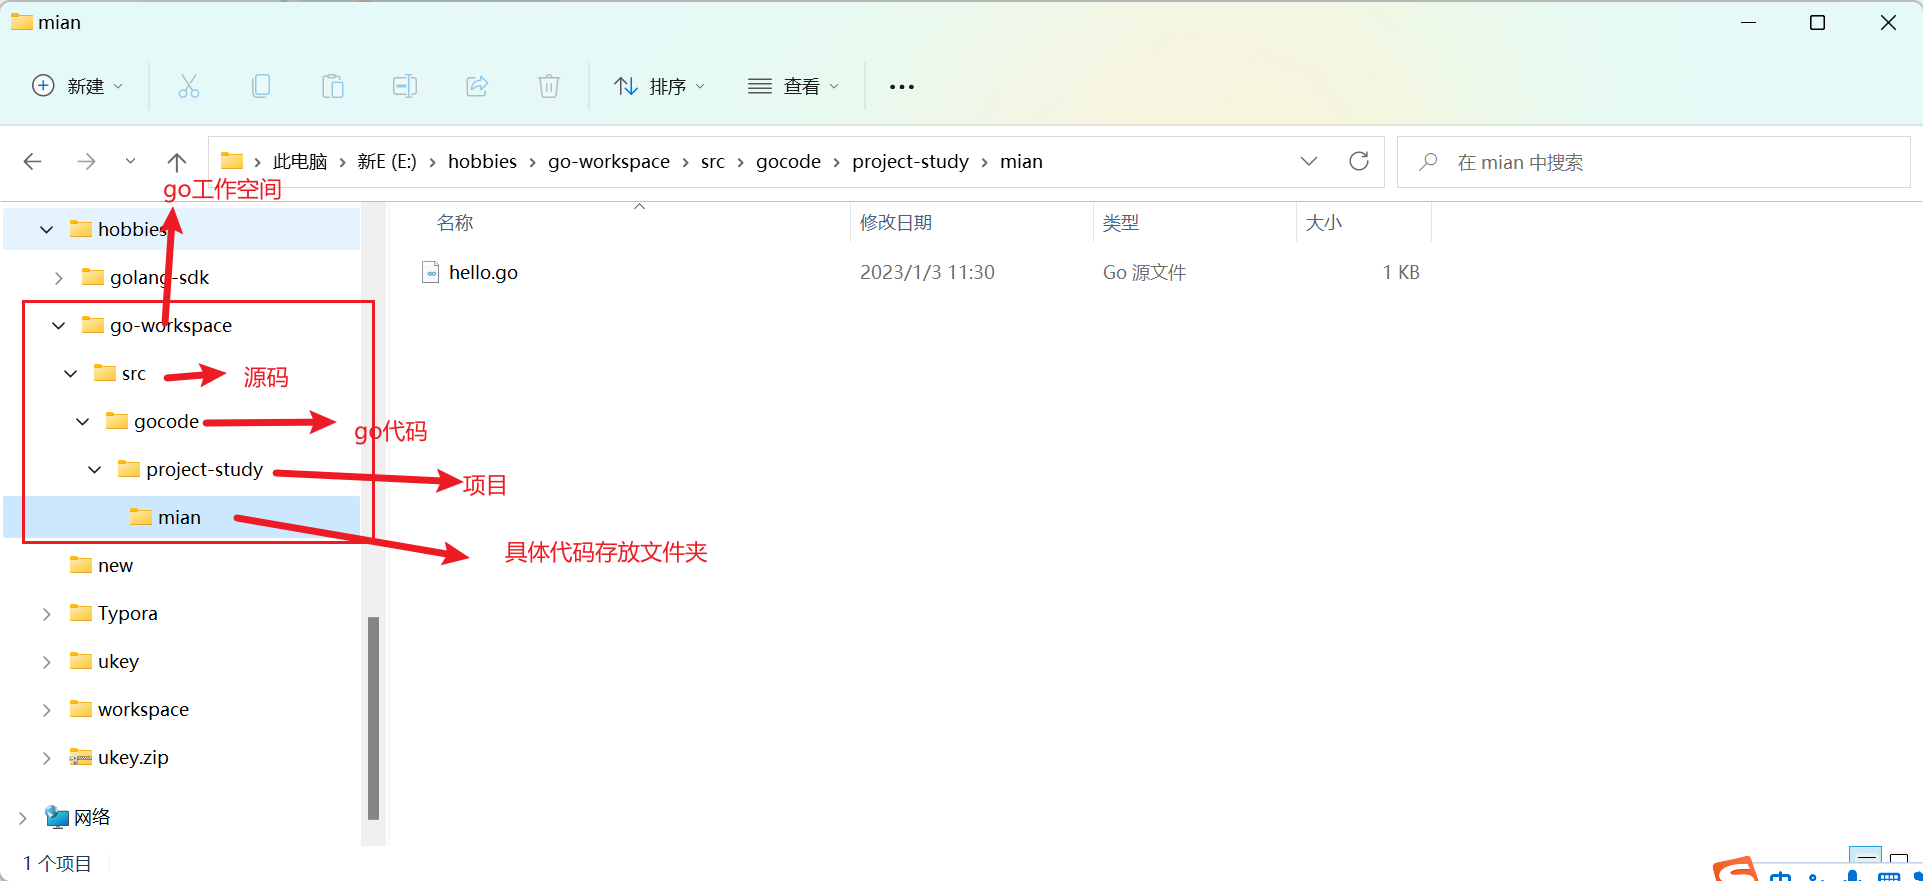 mian
新建
排序
查看
此电脑 › 新E (E:) › hobbies › go-workspace › src › gocode › project-study › mian
在 mian 中搜索
go工作空间
名称 修改日期 类型 大小
hobbies
hello.go 2023/1/3 11:30 Go 源文件 1 KB
golang-sdk
go-workspace
src
源码
gocode
go代码
project-study
项目
mian
具体代码存放文件夹
new
Typora
ukey
workspace
ukey.zip
网络
1 个项目
中